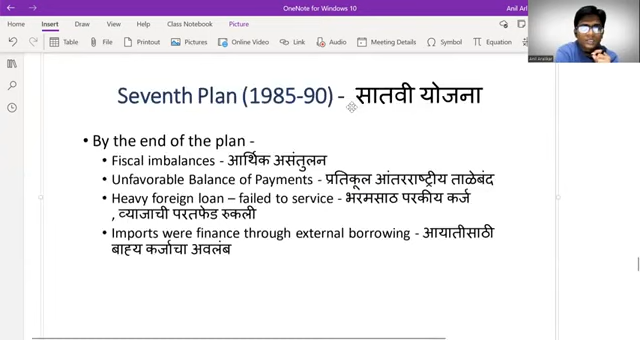 OneNote for Windows 10
Anil Ar
Home Insert Draw View Help Class Notebook Picture
Table File Printout Pictures Online Video Link Audio Meeting Details Symbol Equation
Seventh Plan (1985-90) - सातवी योजना
• By the end of the plan -
• Fiscal imbalances - आर्थिक असंतुलन
• Unfavorable Balance of Payments - प्रतिकूल आंतरराष्ट्रीय ताळेबंद
• Heavy foreign loan – failed to service - भरमसाठ परकीय कर्ज
, व्याजाची परतफेड रुकली
• Imports were finance through external borrowing - आयातीसाठी
बाह्य कर्जाचा अवलंब